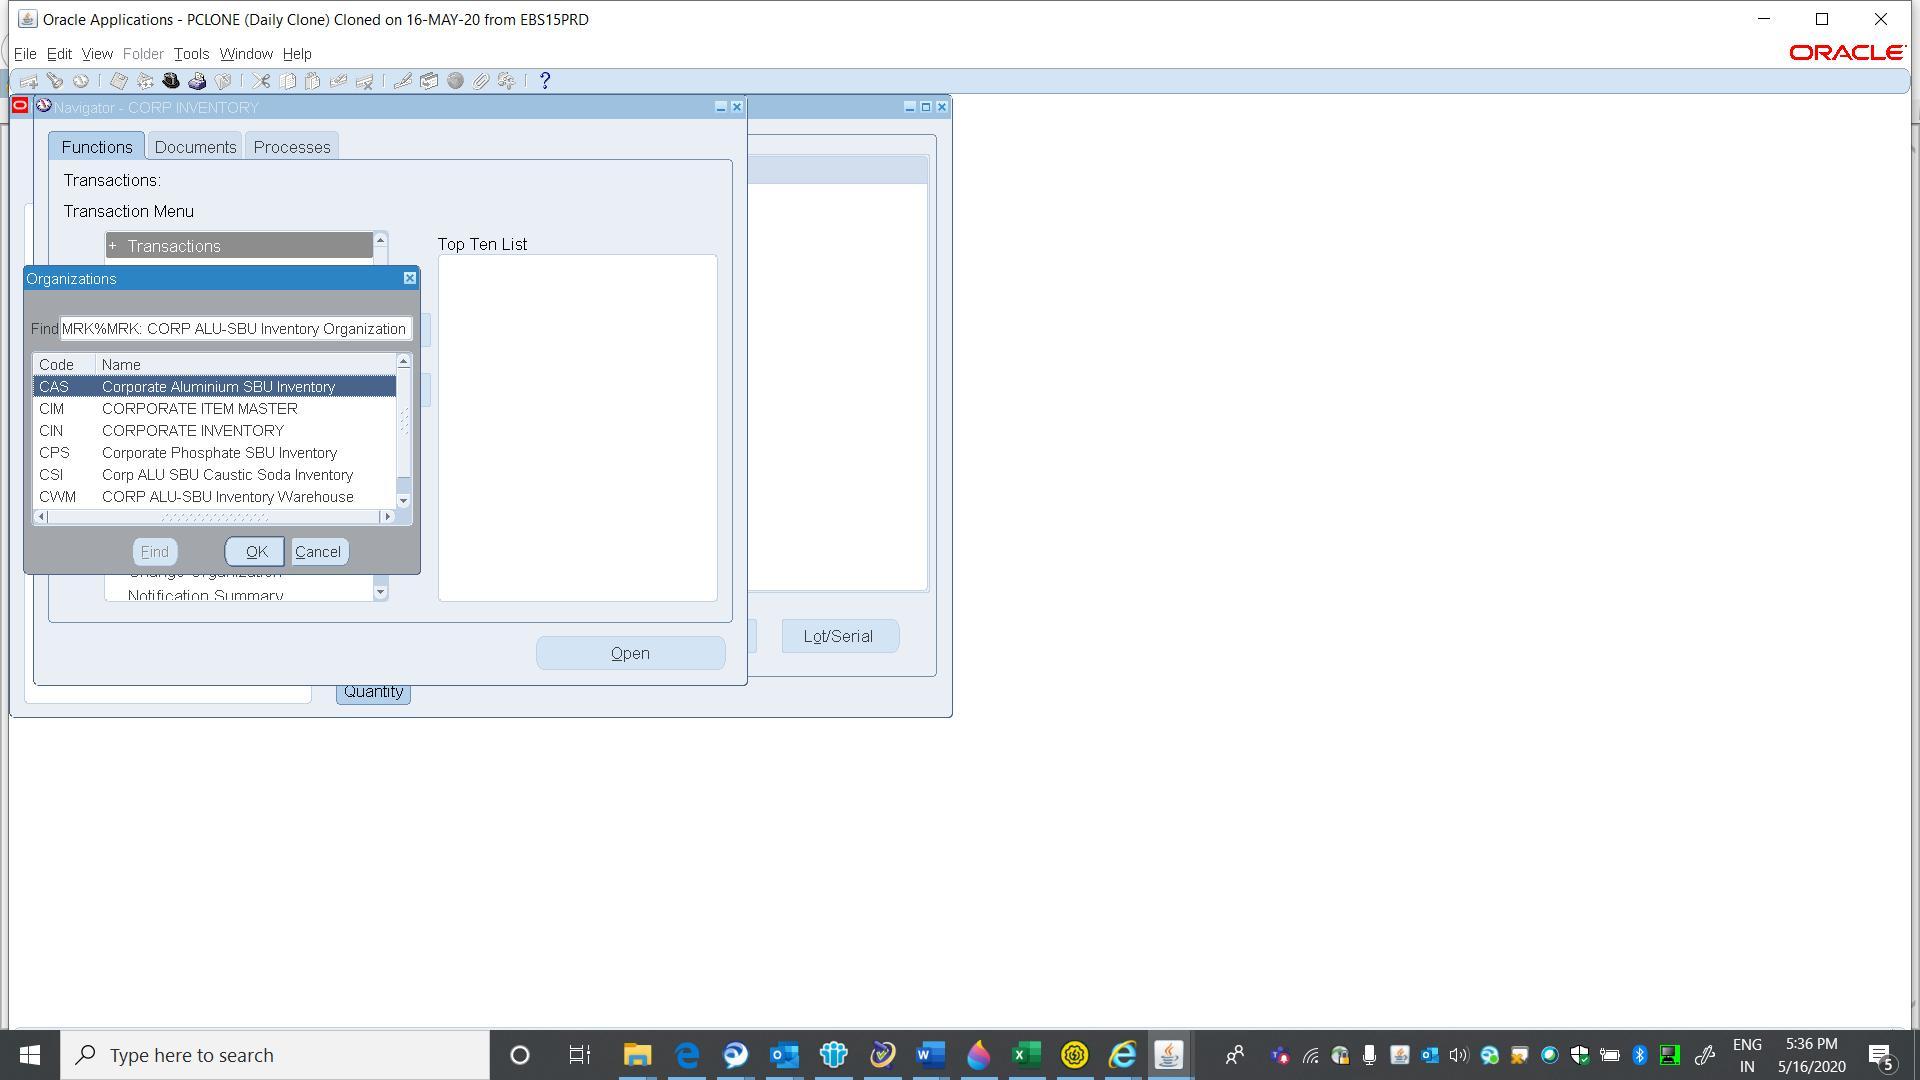 Oracle Applications - PCLONE (Daily Clone) Cloned on 16-MAY-20 from EBS15PRD
File Edit View Folder Tools Window Help
ORACLE
Navigator - CORP INVENTORY
Functions Documents Processes
Transactions:
Transaction Menu
+ Transactions
Top Ten List
Organizations
Find MRK%MRK: CORP ALU-SBU Inventory Organization
Code Name
CAS Corporate Aluminium SBU Inventory
CIM CORPORATE ITEM MASTER
CIN CORPORATE INVENTORY
CPS Corporate Phosphate SBU Inventory
CSI Corp ALU SBU Caustic Soda Inventory
CWM CORP ALU-SBU Inventory Warehouse
Find OK Cancel
Change Organization
Notification Summary
Lot/Serial
Open
Quantity
Type here to search
ENG
IN
5:36 PM
5/16/2020
5